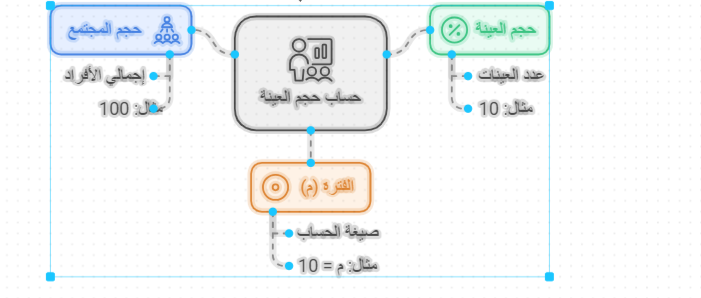 حجم العينة
عدد العينات
مثال: 10
حساب حجم العينة
حجم المجتمع
إجمالي الأفراد
مثال: 100
الفترة (م)
صيغة الحساب
مثال: م = 10